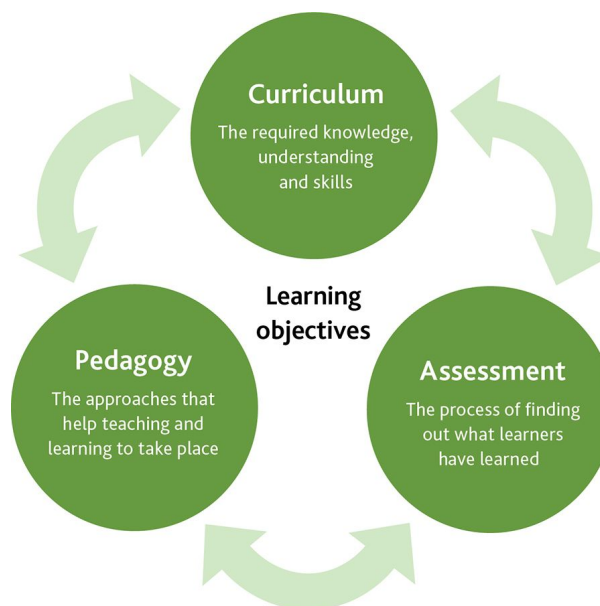 Curriculum
The required knowledge,
understanding
and skills
Learning
objectives
Pedagogy
The approaches that
help teaching and
learning to take place
Assessment
The process of finding
out what learners
have learned